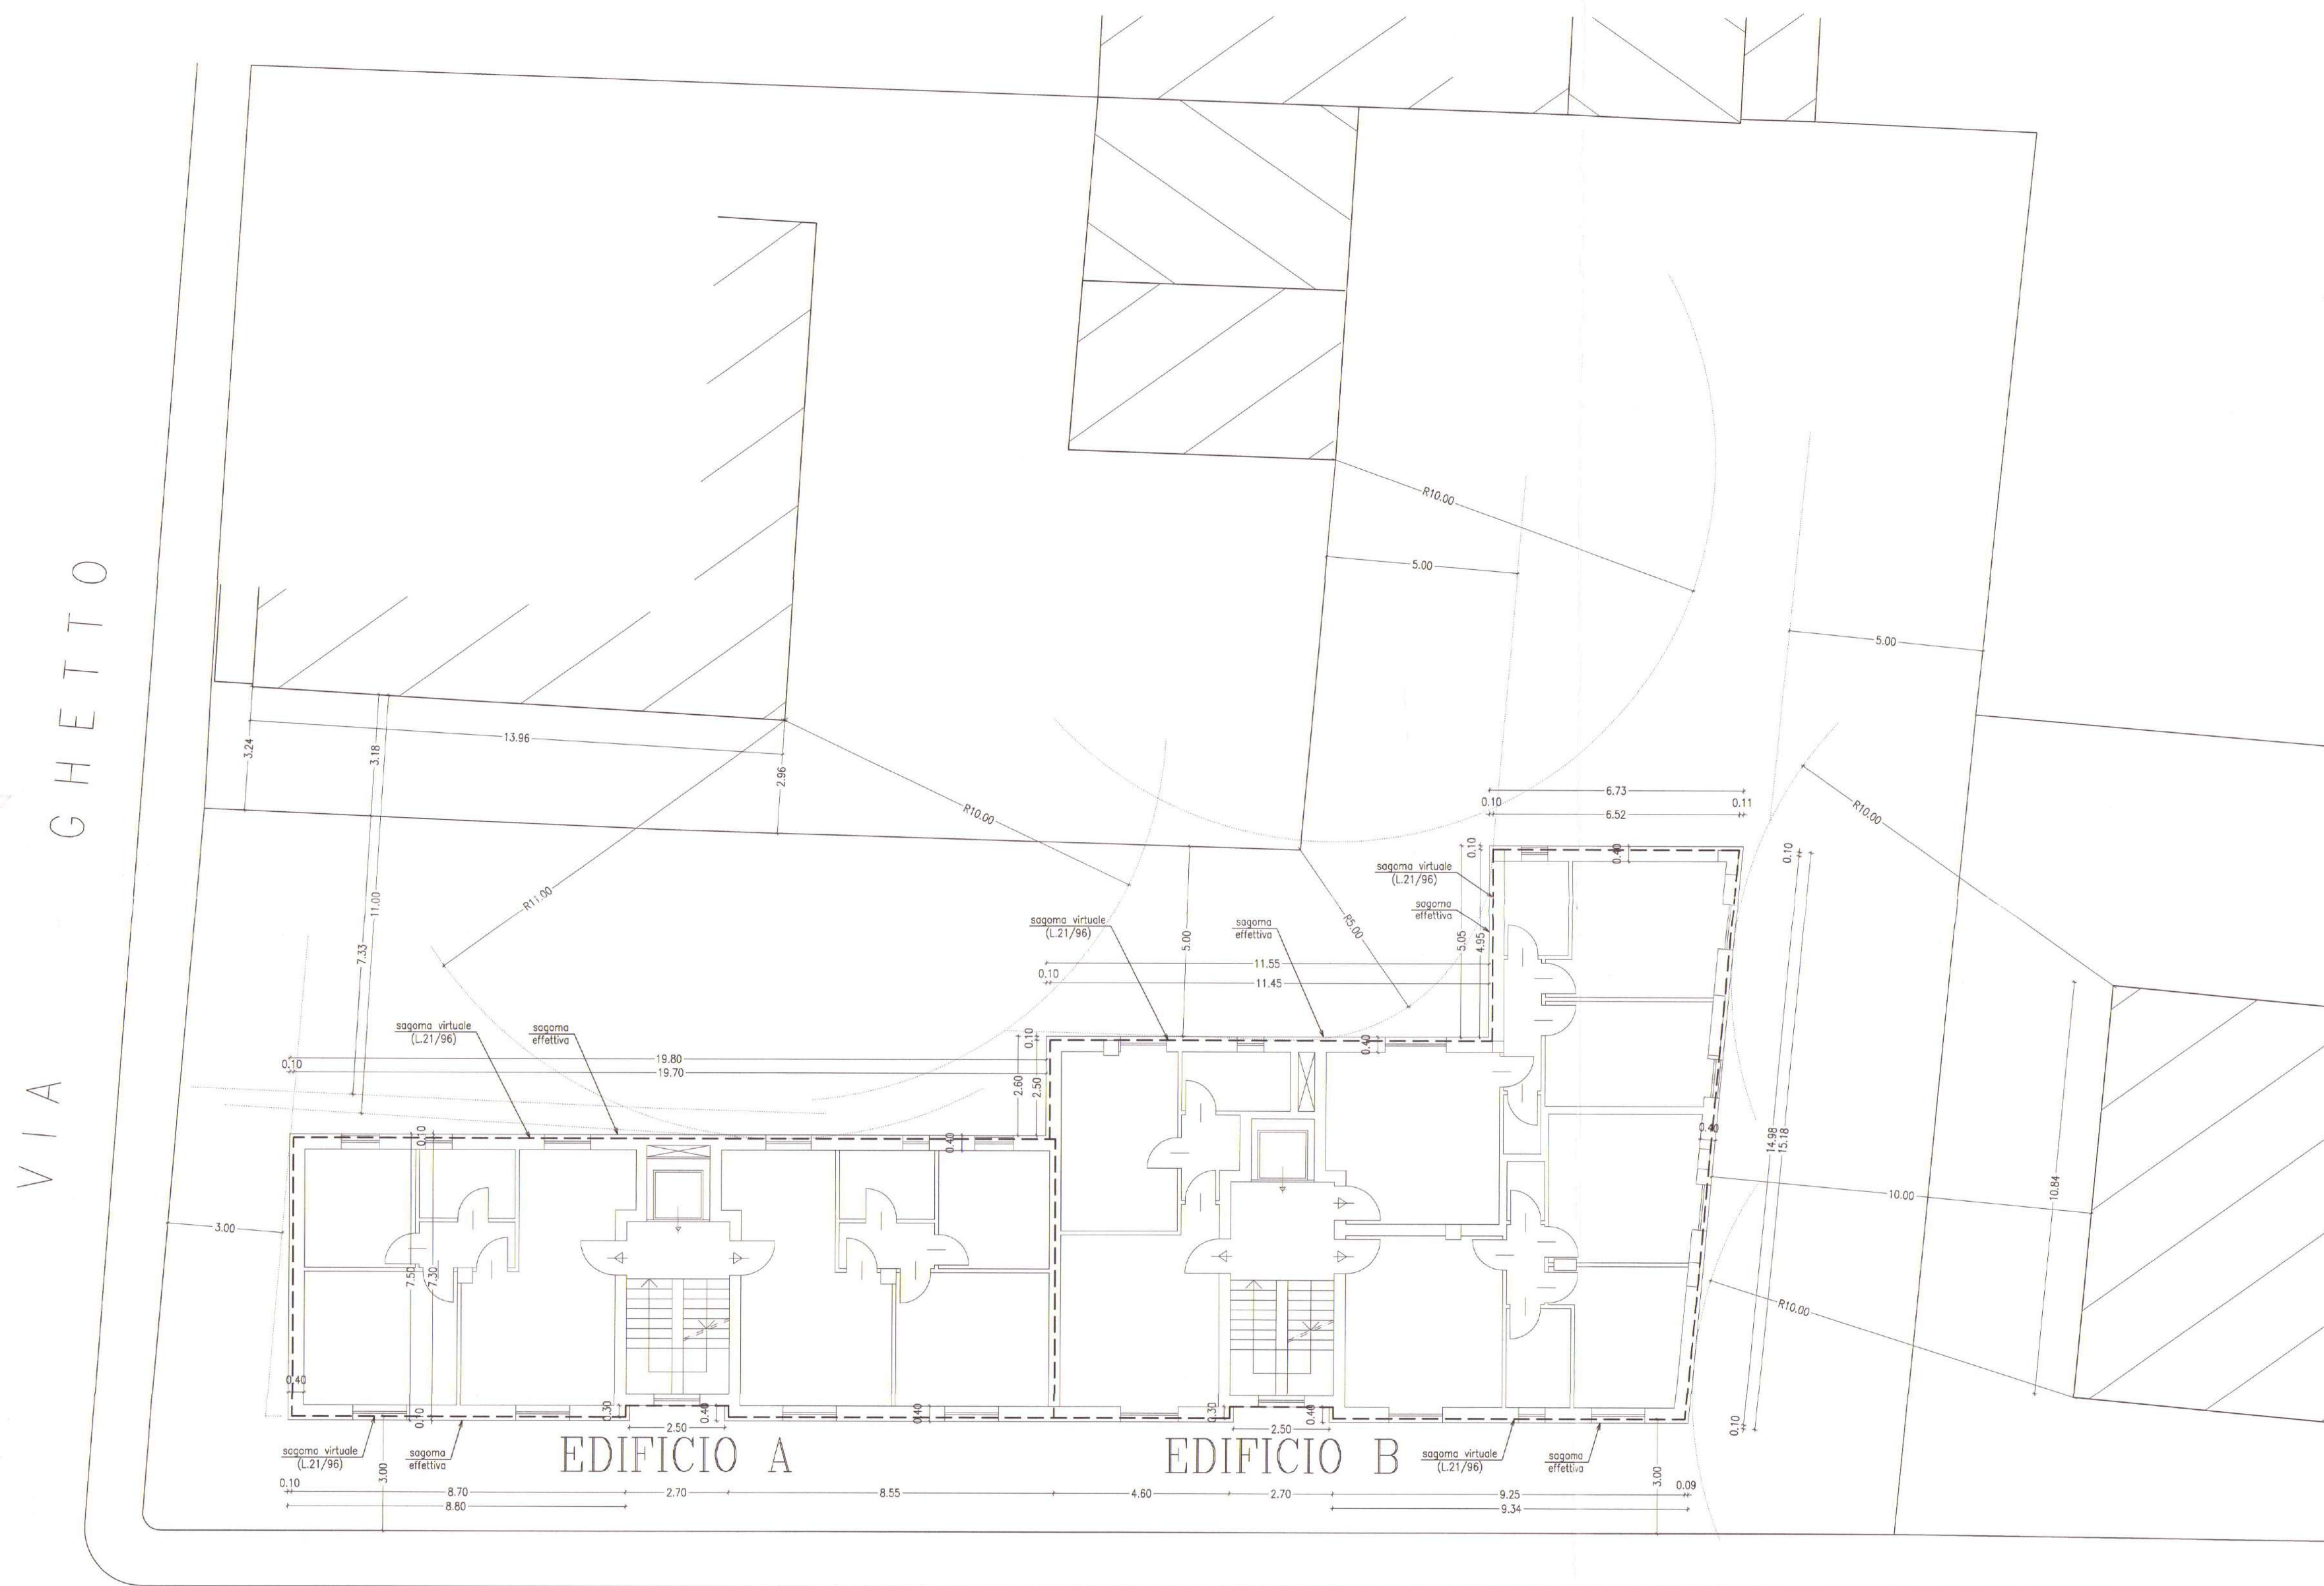 VIA GHETTO
R10.00
5.00
5.00
3.24
3.18
13.96
2.96
R10.00
R10.00
6.73
0.10
0.11
6.52
0.10
0.40
0.10
sagoma virtuale
(L.21/96)
sagoma
effettiva
R11.00
11.00
7.33
sagoma virtuale
(L.21/96)
sagoma
effettiva
5.00
R5.00
5.05
4.95
11.55
0.10
11.45
sagoma virtuale
(L.21/96)
sagoma
effettiva
19.80
0.10
19.70
0.10
2.60
2.50
0.40
0.10
0.40
0.40
14.98
15.18
10.84
10.00
3.00
7.50
7.30
R10.00
0.40
0.10
0.30
0.40
0.40
0.30
0.40
0.10
2.50
2.50
EDIFICIO A
EDIFICIO B
sagoma virtuale
(L.21/96)
sagoma
effettiva
3.00
sagoma virtuale
(L.21/96)
sagoma
effettiva
3.00
0.10
8.70
2.70
8.55
4.60
2.70
9.25
0.09
8.80
9.34